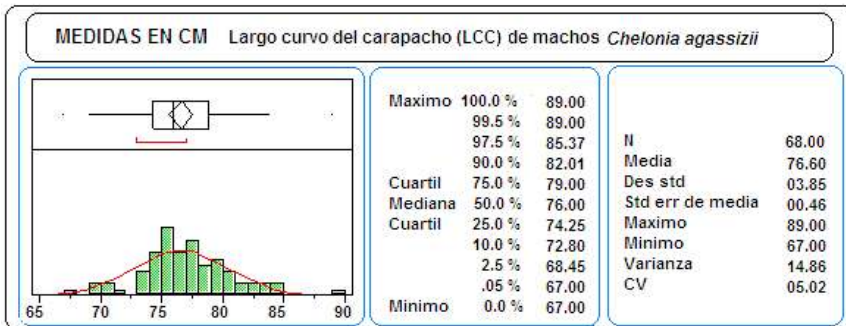 MEDIDAS EN CM Largo curvo del carapacho (LCC) de machos Chelonia agassizii
65 70 75 80 85 90
Maximo 100.0 % 89.00
99.5 % 89.00
97.5 % 85.37
90.0 % 82.01
Cuartil 75.0 % 79.00
Mediana 50.0 % 76.00
Cuartil 25.0 % 74.25
10.0 % 72.80
2.5 % 68.45
.05 % 67.00
Minimo 0.0 % 67.00
N 68.00
Media 76.60
Des std 03.85
Std err de media 00.46
Maximo 89.00
Minimo 67.00
Varianza 14.86
CV 05.02